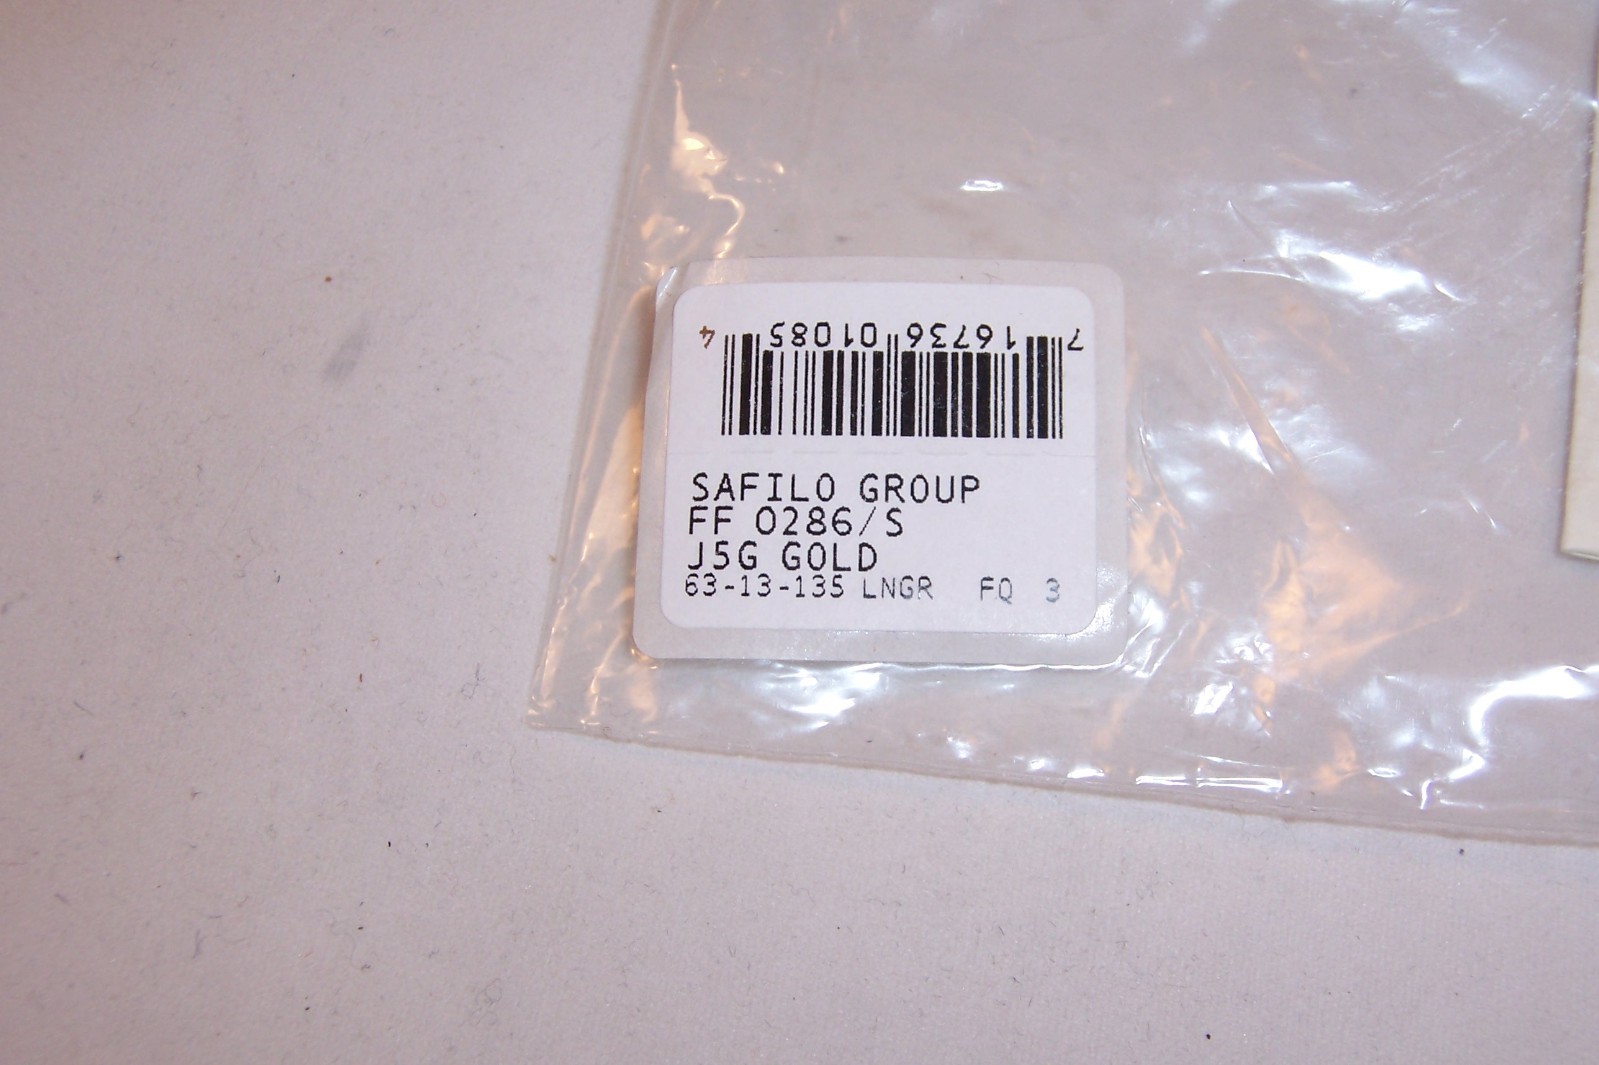 7 16736 01085 4
SAFILO GROUP
FF 0286/S
J5G GOLD
63-13-135 LNGR FQ 3